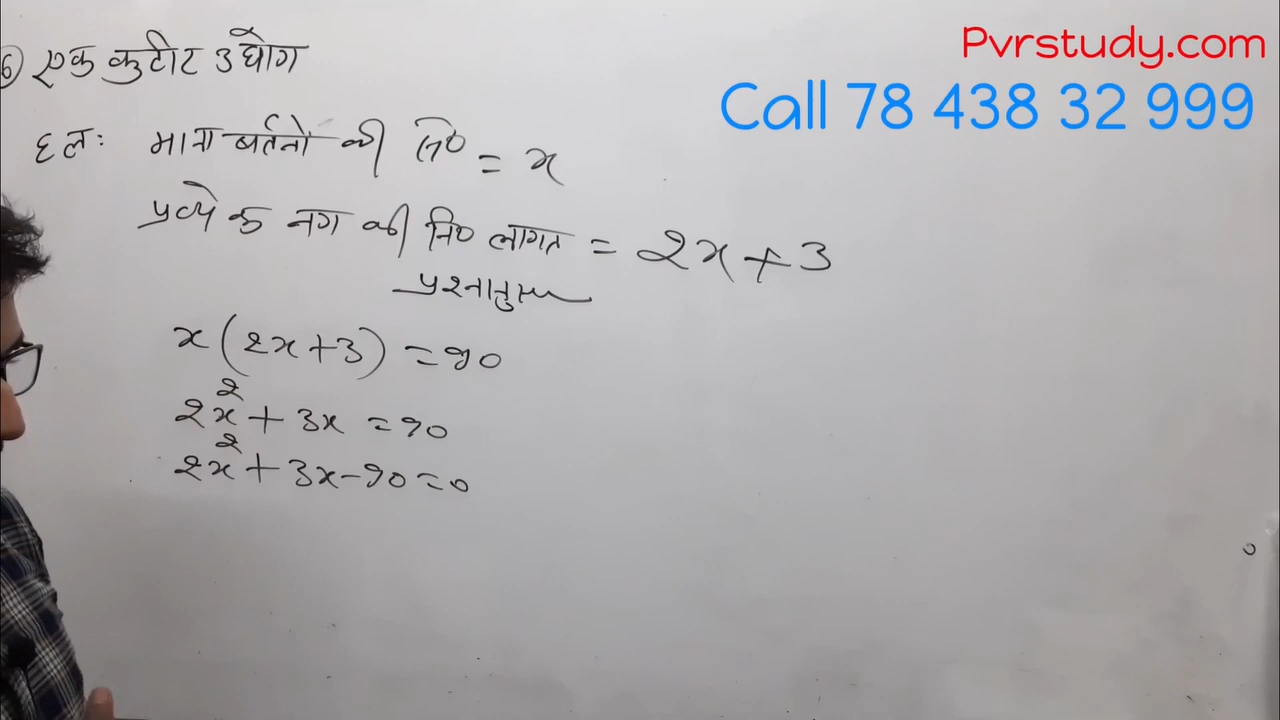 Pvrstudy.com
Call 78 438 32 999
6) एक कुटीर उद्योग
हलः माना बर्तनों की नि० = x
प्रत्येक नग की नि० लागत = 2x + 3
प्रश्नानुसार
x(2x+3) = 90
2x² + 3x = 90
2x² + 3x - 90 = 0